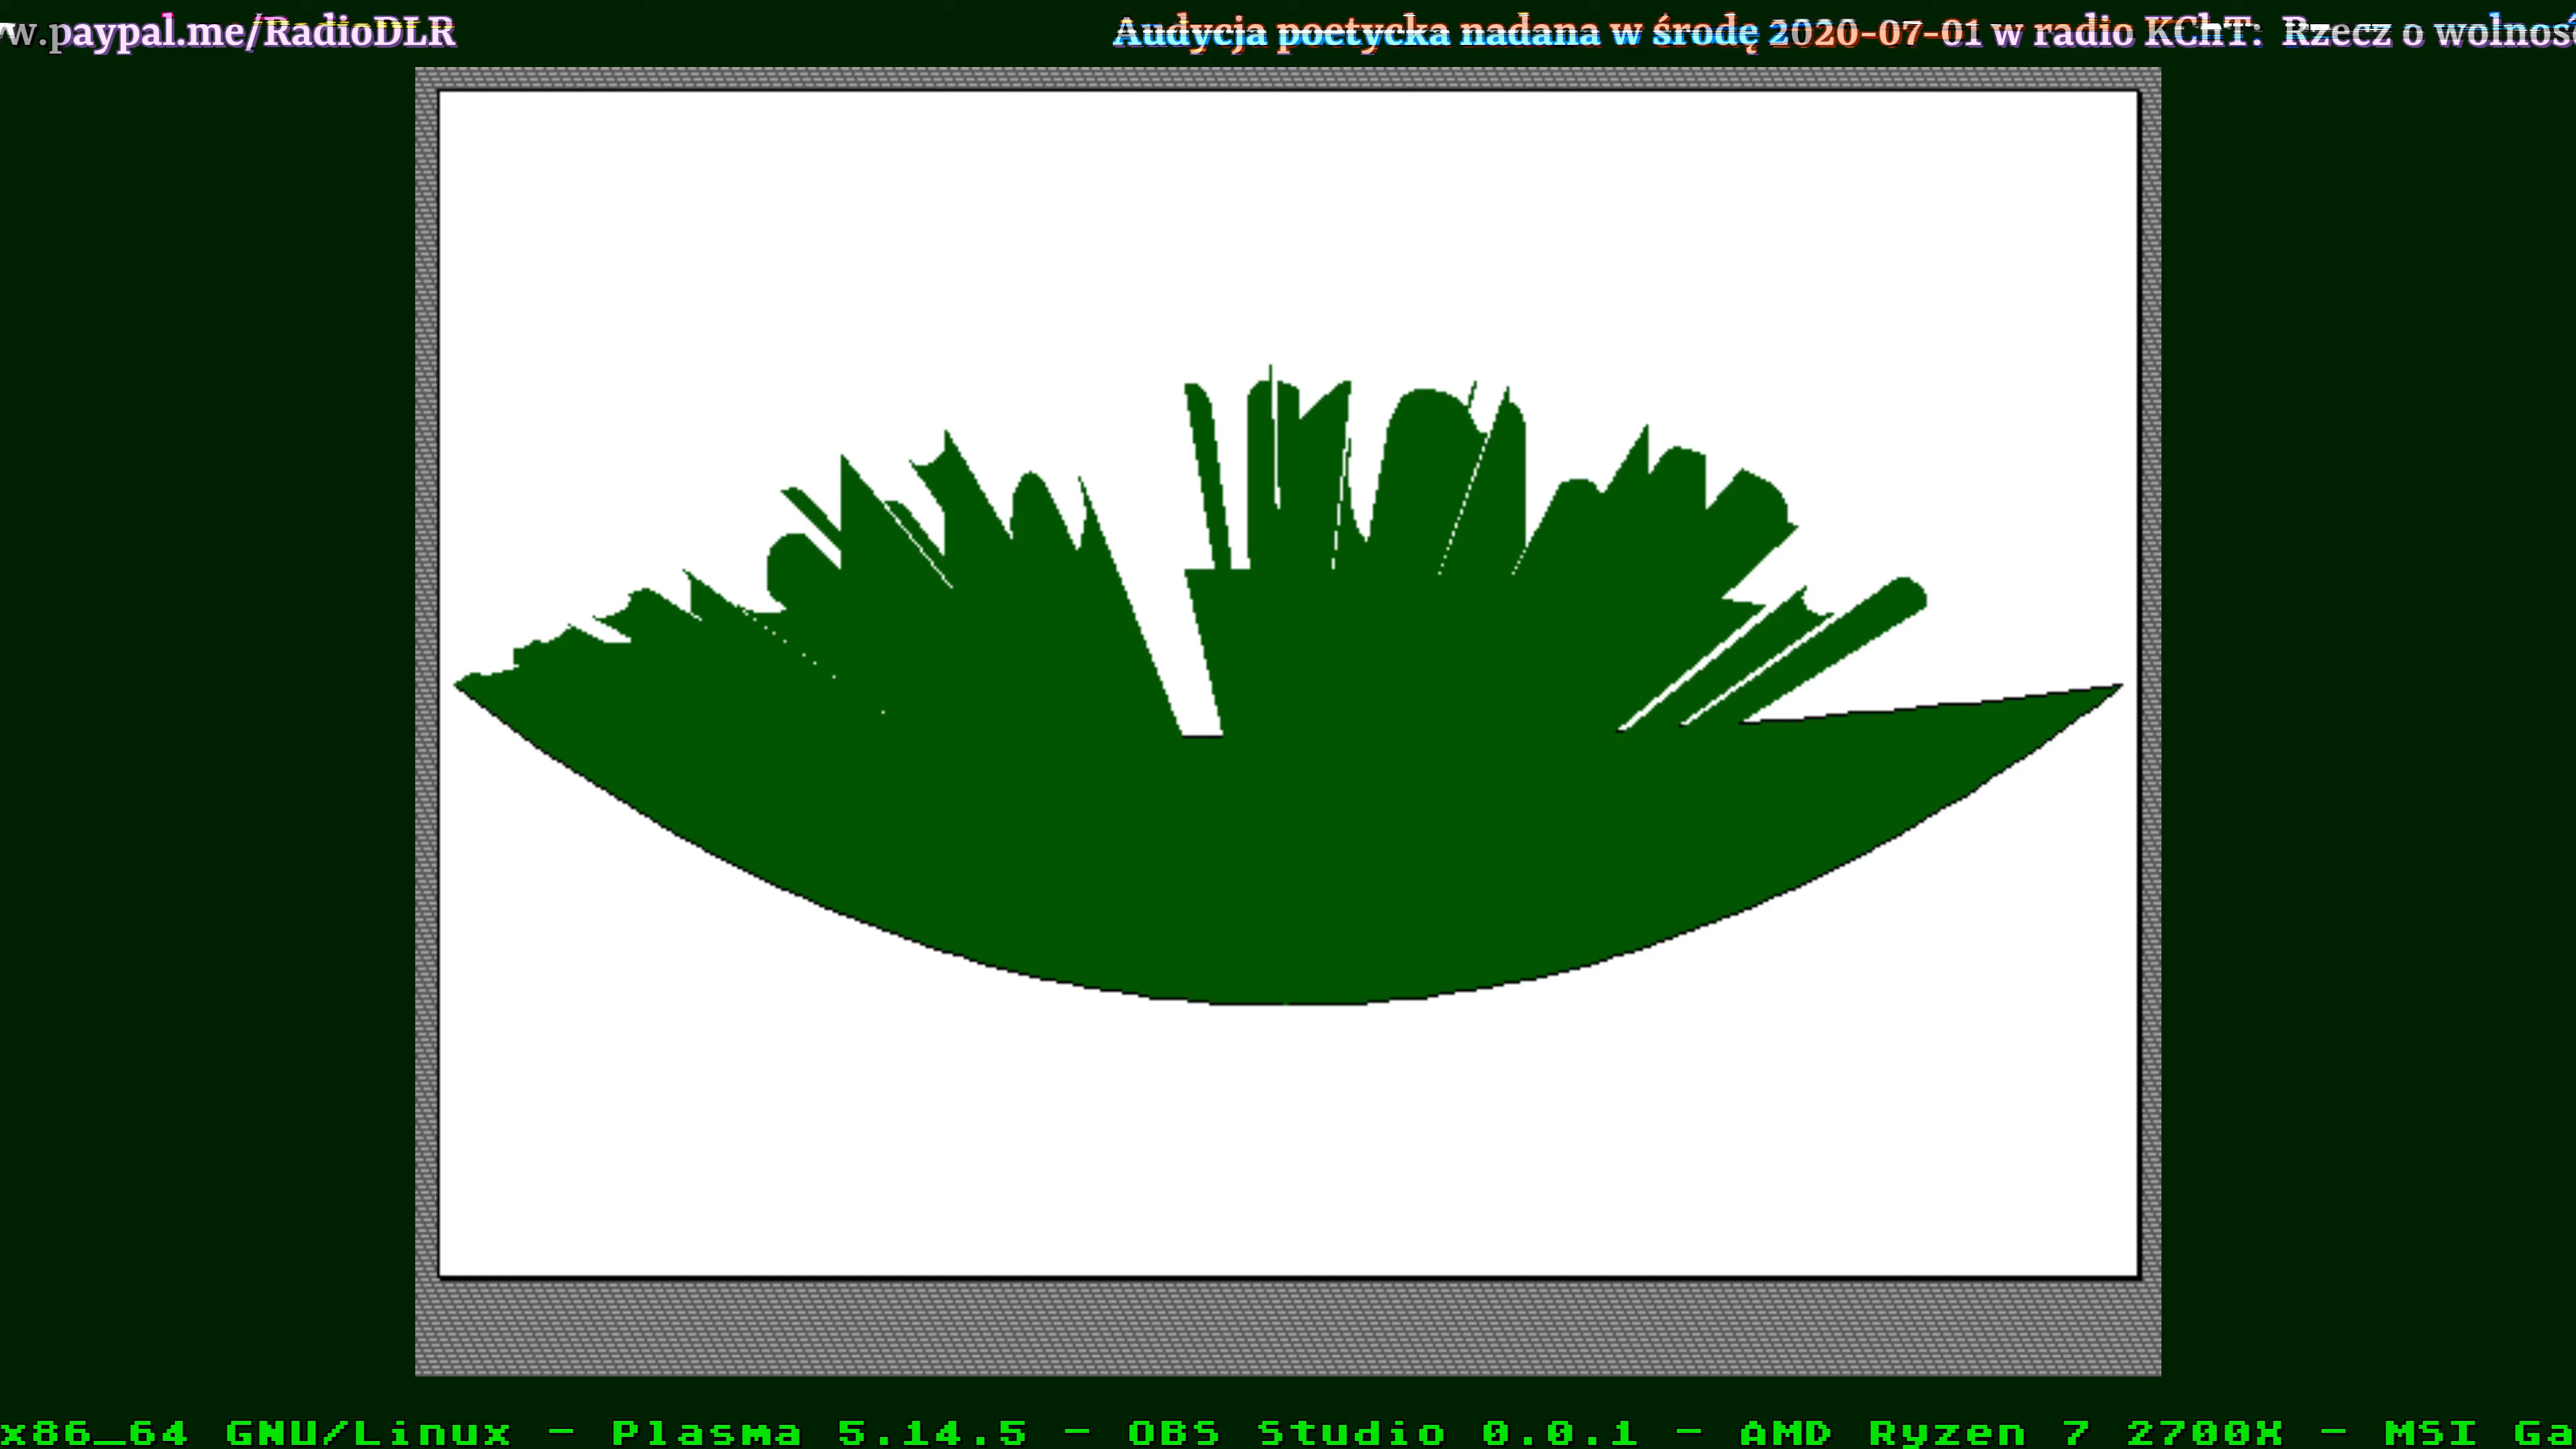 w.paypal.me/RadioDLR Audycja poetycka nadana w środę 2020-07-01 w radio KChT: Rzecz o wolnoś
x86_64 GNU/Linux - Plasma 5.14.5 - OBS Studio 0.0.1 - AMD Ryzen 7 2700X - MSI Ga